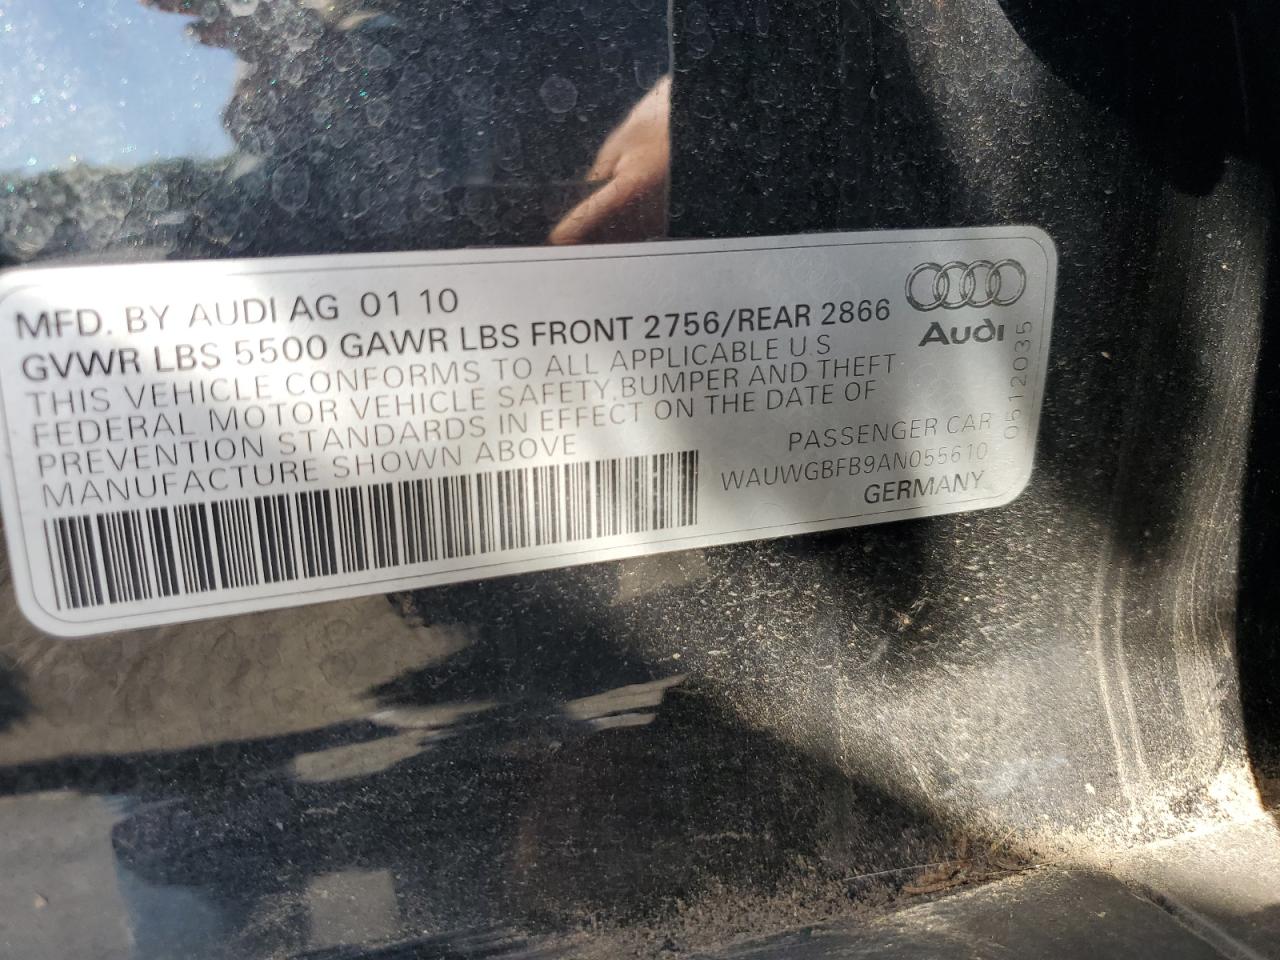 MFD. BY AUDI AG 01 10
GVWR LBS 5500 GAWR LBS FRONT 2756/REAR 2866
THIS VEHICLE CONFORMS TO ALL APPLICABLE U S
FEDERAL MOTOR VEHICLE SAFETY, BUMPER AND THEFT
PREVENTION STANDARDS IN EFFECT ON THE DATE OF
MANUFACTURE SHOWN ABOVE
Audi
PASSENGER CAR
WAUWGBFB9AN055610
GERMANY
051 2035